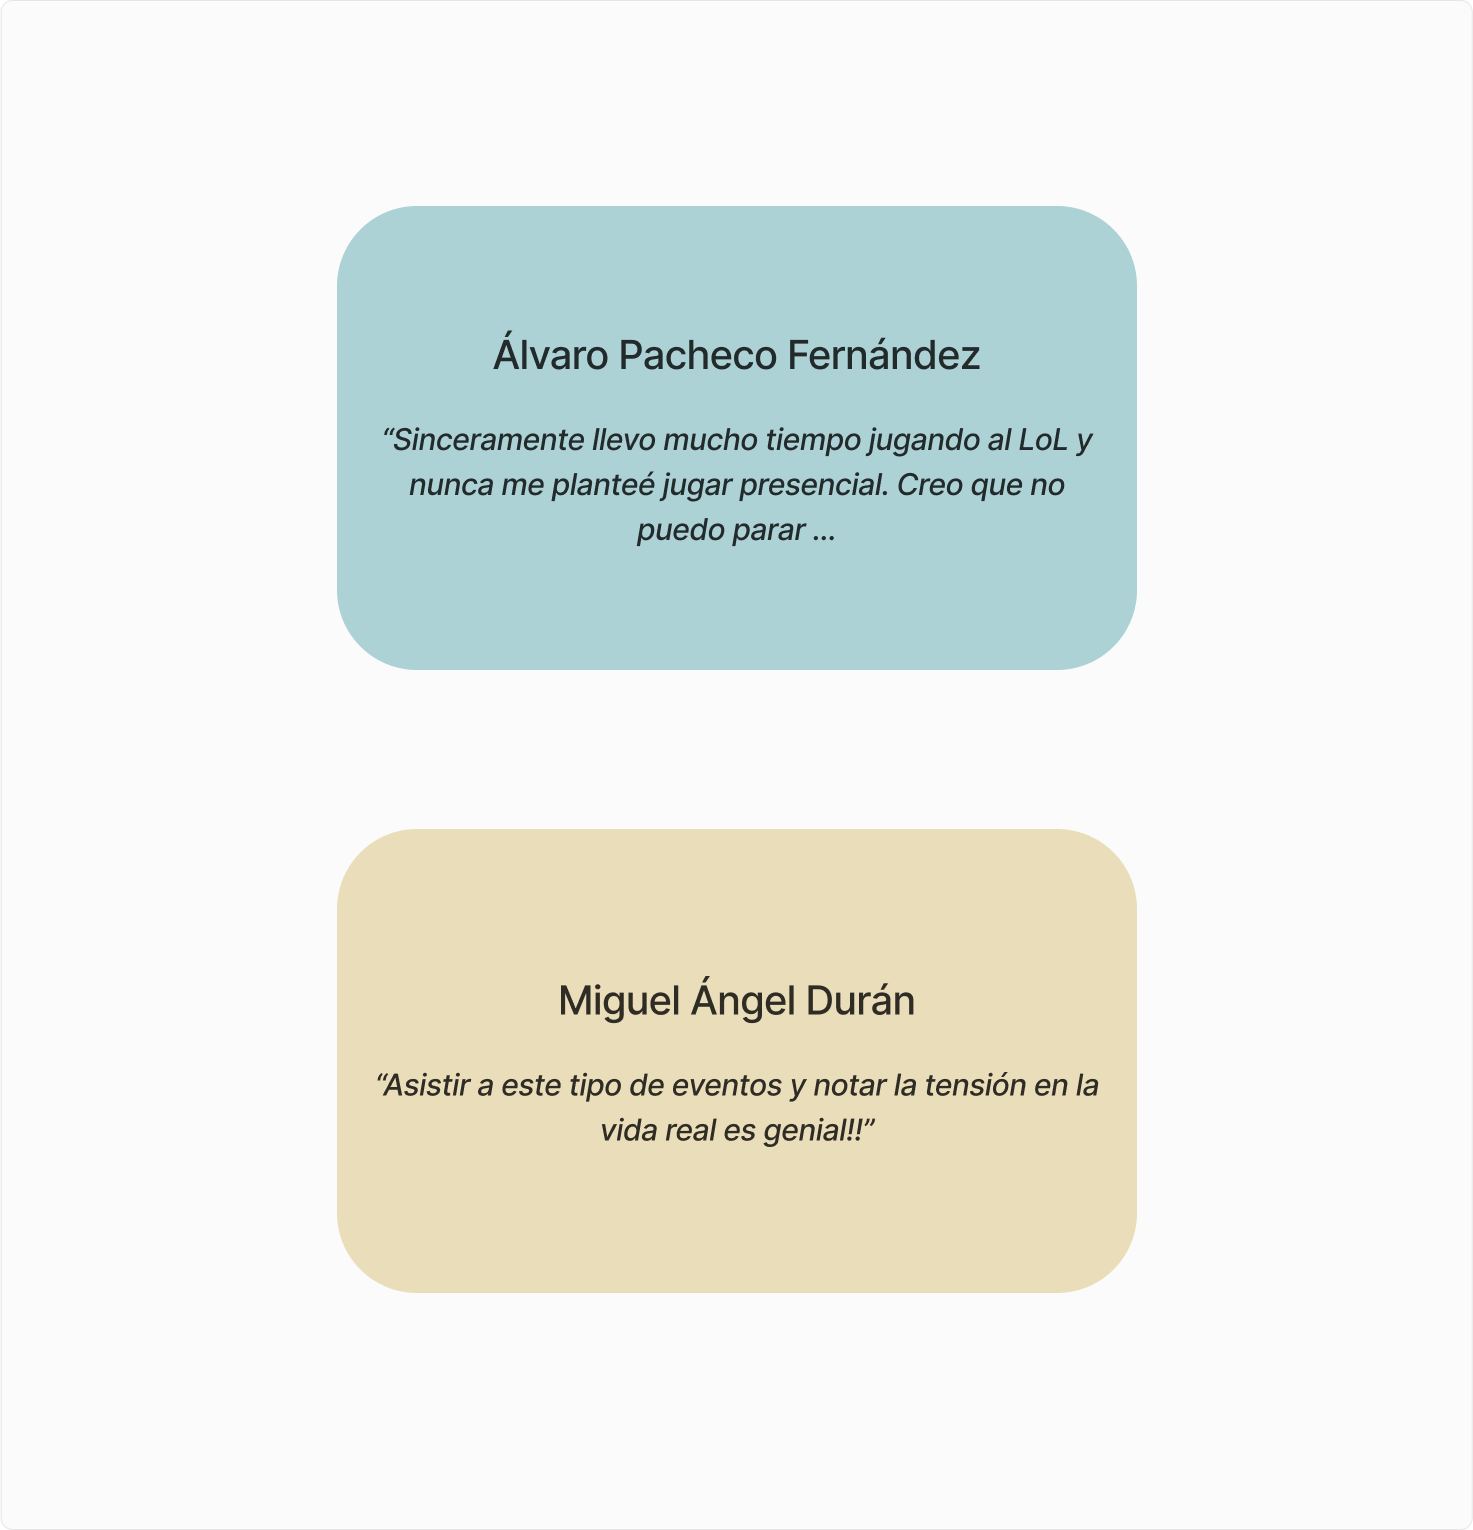 Álvaro Pacheco Fernández
“Sinceramente llevo mucho tiempo jugando al LoL y
nunca me planteé jugar presencial. Creo que no
puedo parar ...
Miguel Ángel Durán
“Asistir a este tipo de eventos y notar la tensión en la
vida real es genial!!”